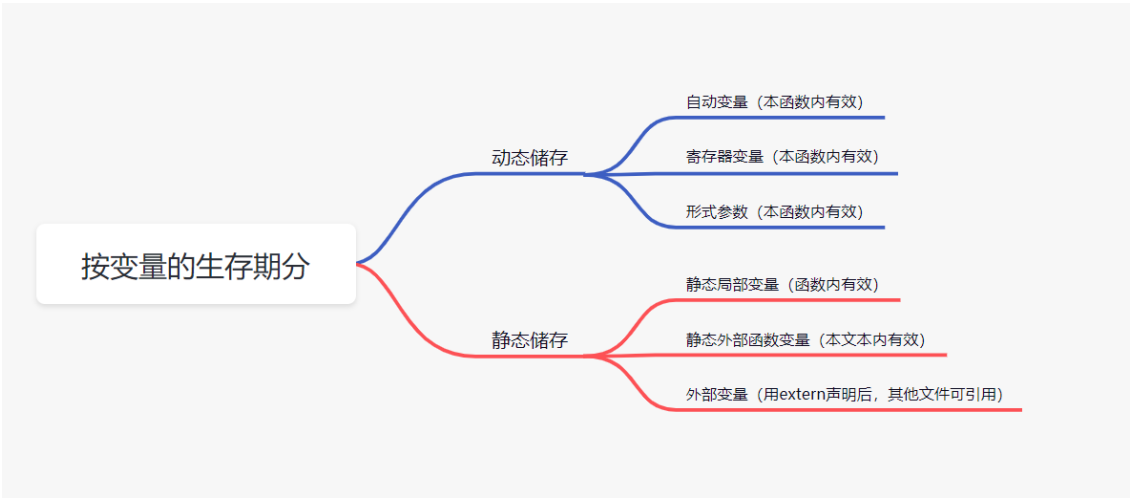 按变量的生存期分
动态储存
自动变量（本函数内有效）
寄存器变量（本函数内有效）
形式参数（本函数内有效）
静态储存
静态局部变量（函数内有效）
静态外部函数变量（本文本内有效）
外部变量（用extern声明后，其他文件可引用）